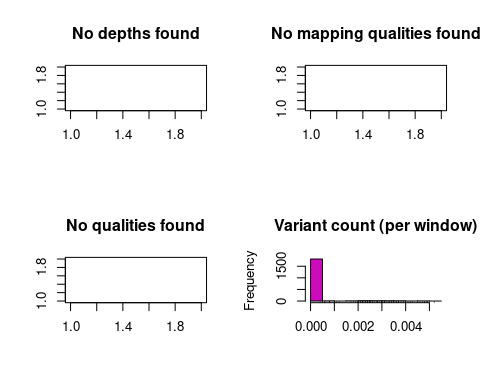 No depths found
No mapping qualities found
1.0 1.8
1.0 1.4 1.8
1.0 1.8
1.0 1.4 1.8
No qualities found
Variant count (per window)
1.0 1.8
1.0 1.4 1.8
Frequency
0 1500
0.000 0.002 0.004